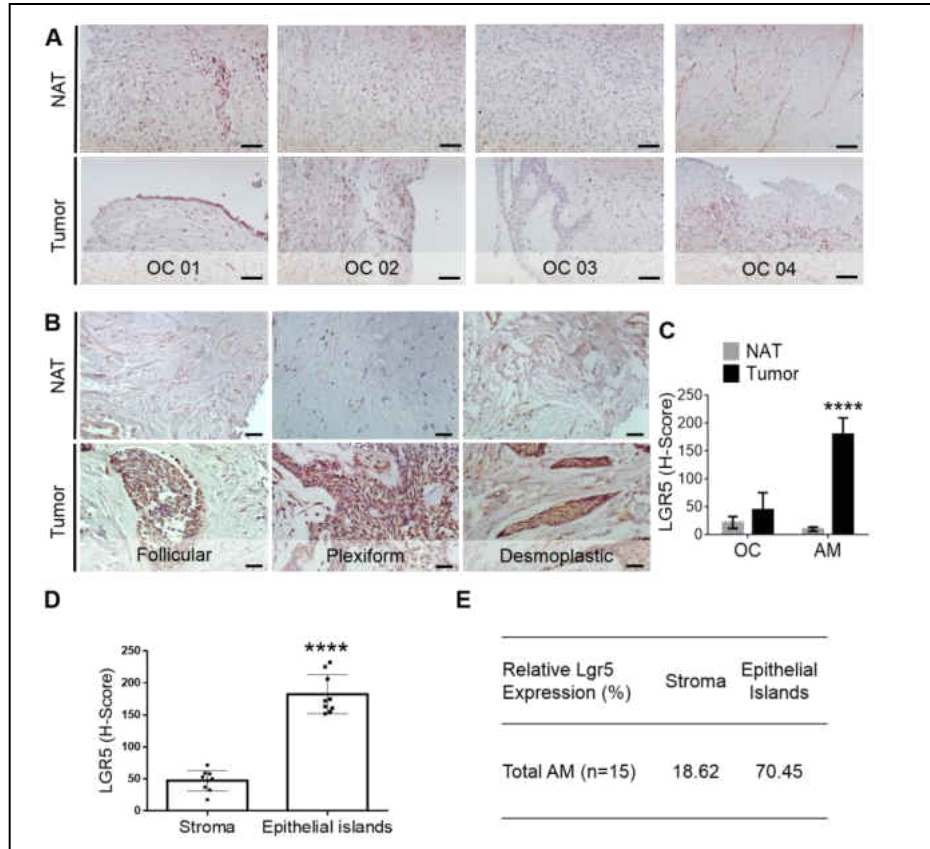 A
NAT
Tumor
OC 01
OC 02
OC 03
OC 04
B
NAT
Tumor
Follicular
Plexiform
Desmoplastic
C
NAT
Tumor
LGR5 (H-Score)
250
200
150
100
50
0
****
OC
AM
D
LGR5 (H-Score)
250
200
150
100
50
0
****
Stroma
Epithelial islands
E
Relative Lgr5 Expression (%)
Stroma
Epithelial Islands
Total AM (n=15)
18.62
70.45